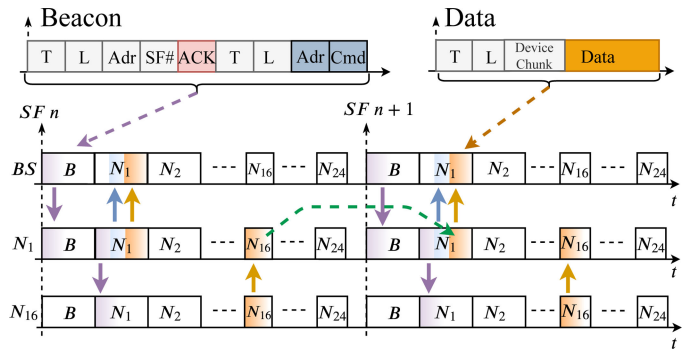 Beacon
Data
T L Adr SF# ACK T L Adr Cmd
T L Device Chunk Data
SF n
SF n + 1
BS B N1 N2 N16 N24 B N1 N2 N16 N24
t
N1 B N1 N2 N16 N24 B N1 N2 N16 N24
t
N16 B N1 N2 N16 N24 B N1 N2 N16 N24
t